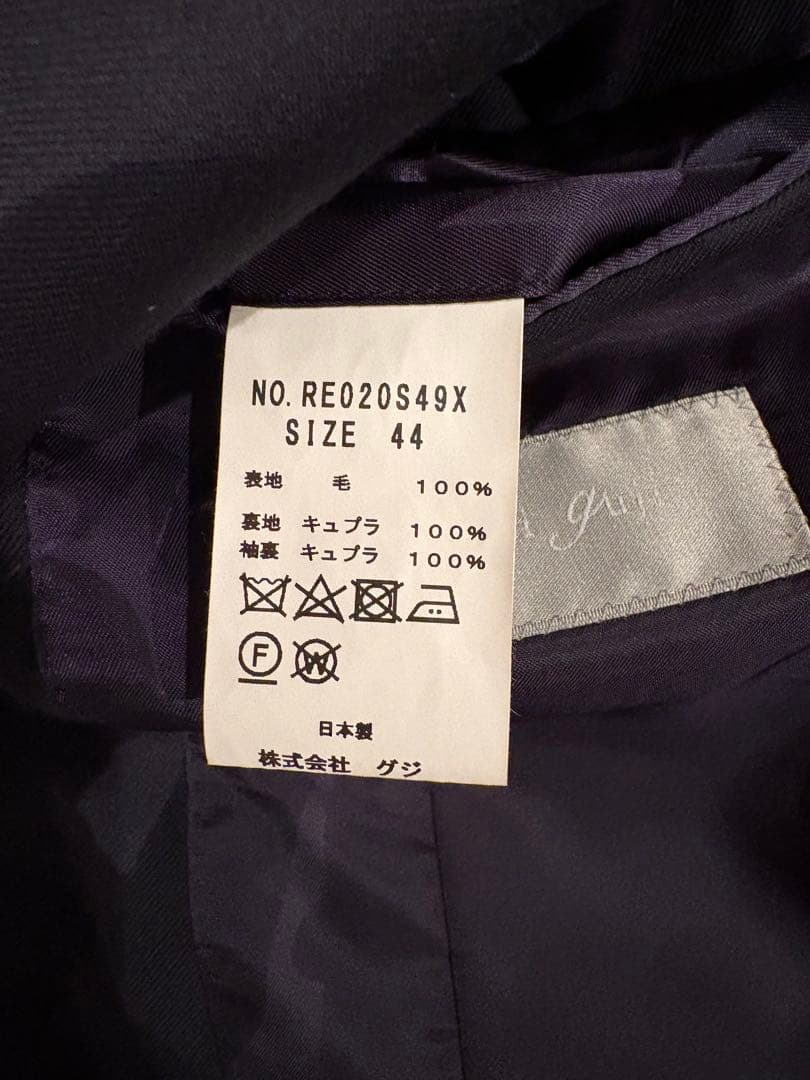 NO. RE020S49X
SIZE 44
表地 毛 100%
裏地 キュプラ 100%
袖裏 キュプラ 100%
F
W
日本製
株式会社 グジ